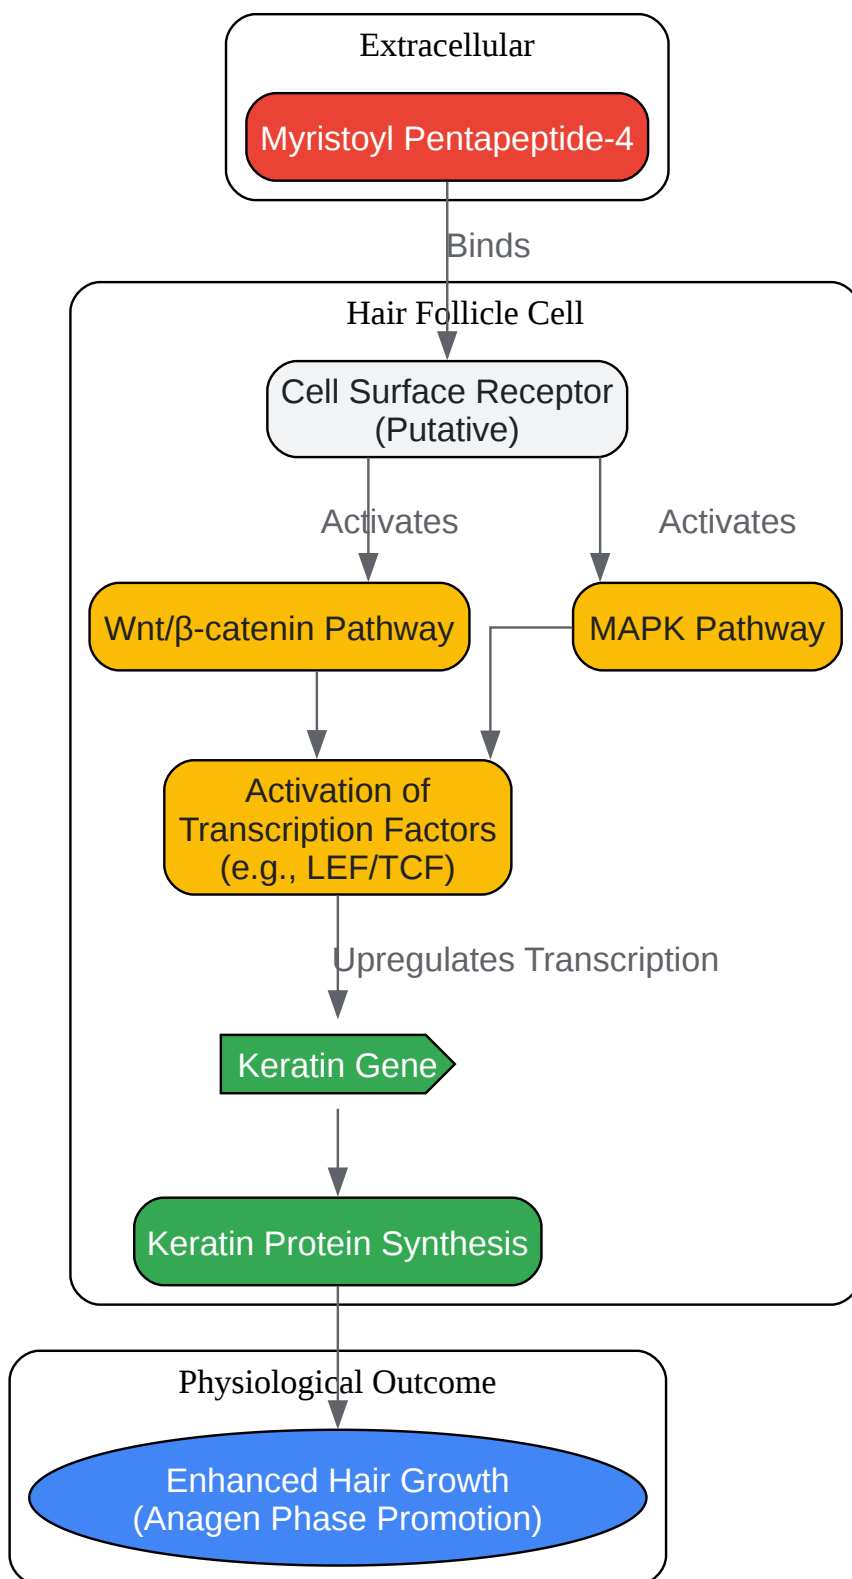 Extracellular
Myristoyl Pentapeptide-4
Binds
Hair Follicle Cell
Cell Surface Receptor
(Putative)
Activates
Activates
Wnt/β-catenin Pathway
MAPK Pathway
Activation of
Transcription Factors
(e.g., LEF/TCF)
Upregulates Transcription
Keratin Gene
Keratin Protein Synthesis
Physiological Outcome
Enhanced Hair Growth
(Anagen Phase Promotion)